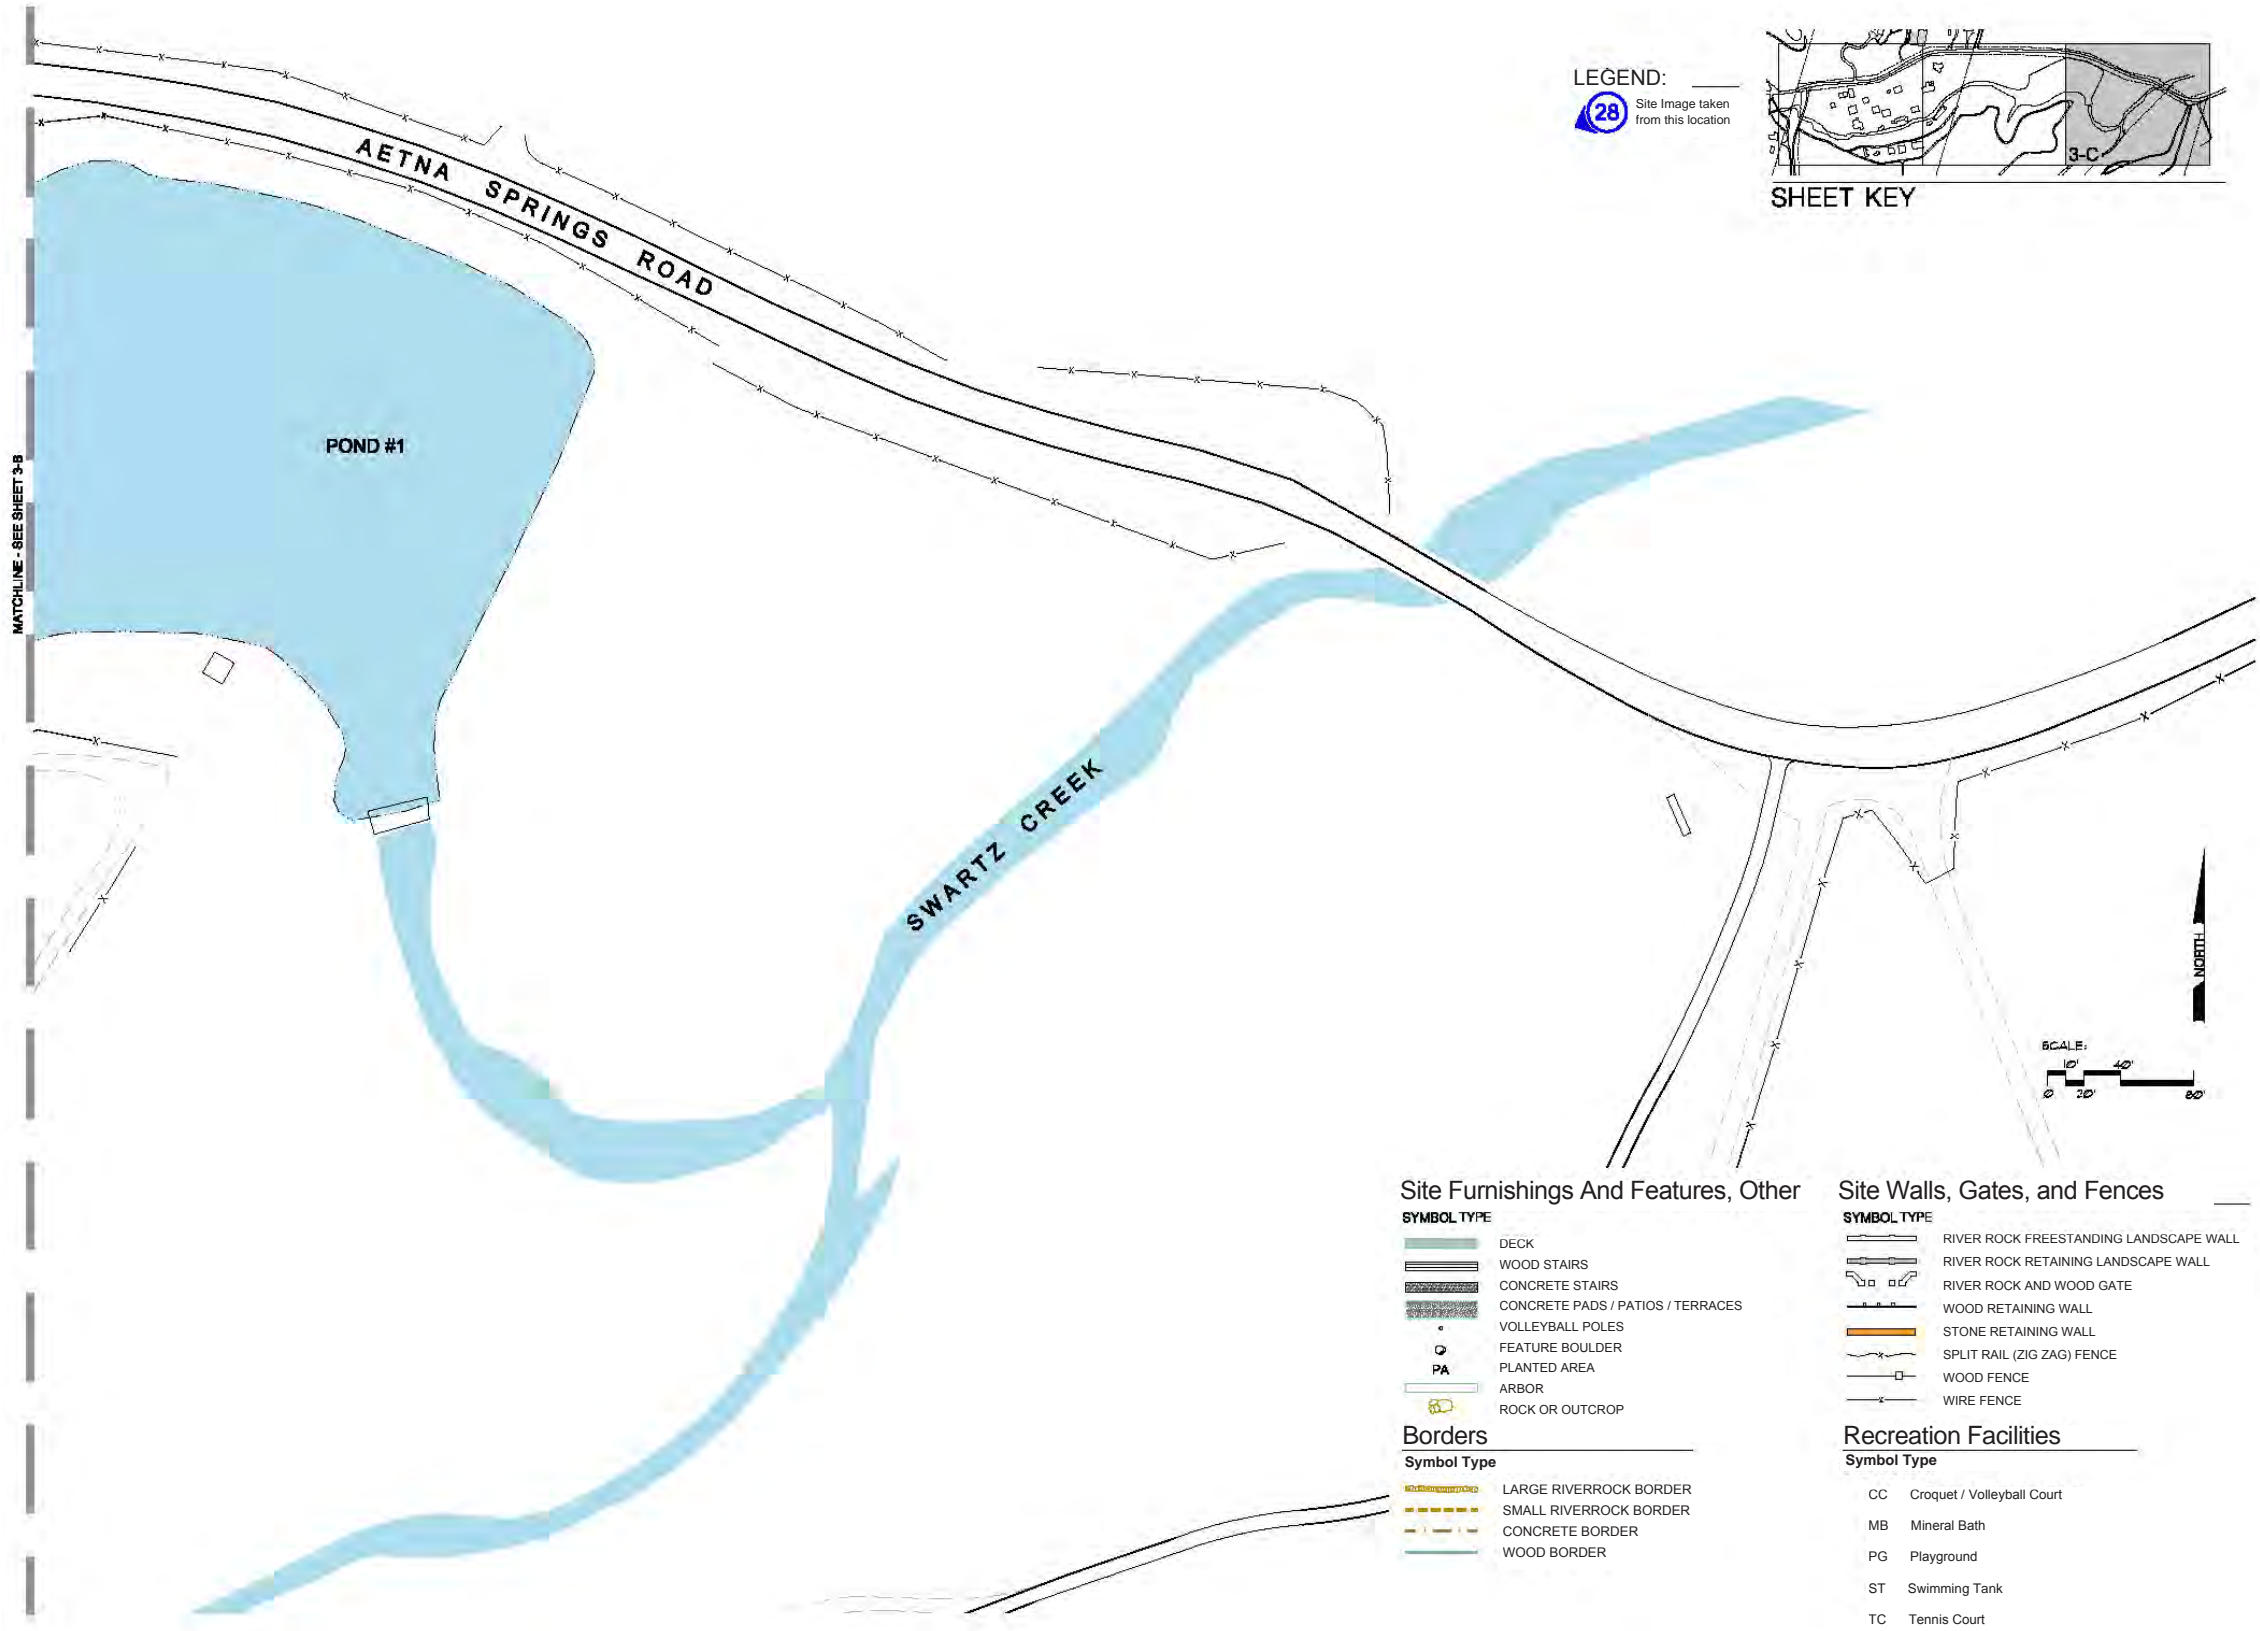 LEGEND:
28
Site Image taken
from this location
3-C
SHEET KEY
AETNA SPRINGS ROAD
POND #1
MATCHLINE - SEE SHEET 3-B
SWARTZ CREEK
NORTH
SCALE:
10' 40'
0 20' 80'
Site Furnishings And Features, Other
SYMBOL TYPE
DECK
WOOD STAIRS
CONCRETE STAIRS
CONCRETE PADS / PATIOS / TERRACES
VOLLEYBALL POLES
FEATURE BOULDER
PA PLANTED AREA
ARBOR
ROCK OR OUTCROP
Borders
Symbol Type
LARGE RIVERROCK BORDER
SMALL RIVERROCK BORDER
CONCRETE BORDER
WOOD BORDER
Site Walls, Gates, and Fences
SYMBOL TYPE
RIVER ROCK FREESTANDING LANDSCAPE WALL
RIVER ROCK RETAINING LANDSCAPE WALL
RIVER ROCK AND WOOD GATE
WOOD RETAINING WALL
STONE RETAINING WALL
SPLIT RAIL (ZIG ZAG) FENCE
WOOD FENCE
WIRE FENCE
Recreation Facilities
Symbol Type
CC Croquet / Volleyball Court
MB Mineral Bath
PG Playground
ST Swimming Tank
TC Tennis Court